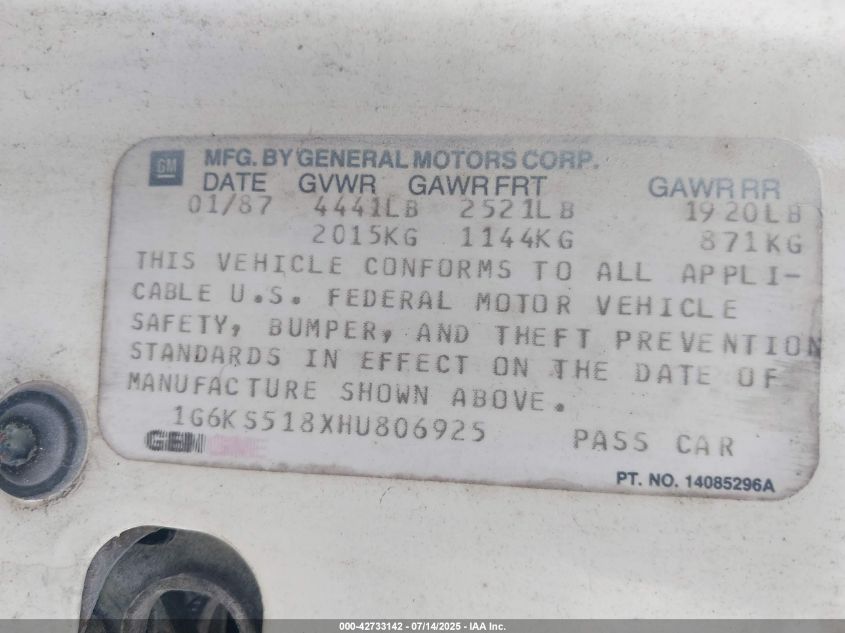 GM MFG. BY GENERAL MOTORS CORP.
DATE GVWR GAWR FRT GAWR RR
01/87 4441LB 2521LB 1920LB
2015KG 1144KG 871KG
THIS VEHICLE CONFORMS TO ALL APPLI-
CABLE U.S. FEDERAL MOTOR VEHICLE
SAFETY, BUMPER, AND THEFT PREVENTION
STANDARDS IN EFFECT ON THE DATE OF
MANUFACTURE SHOWN ABOVE.
1G6KS518XHU806925 PASS CAR
PT. NO. 14085296A
000-42733142 - 07/14/2025 - IAA Inc.